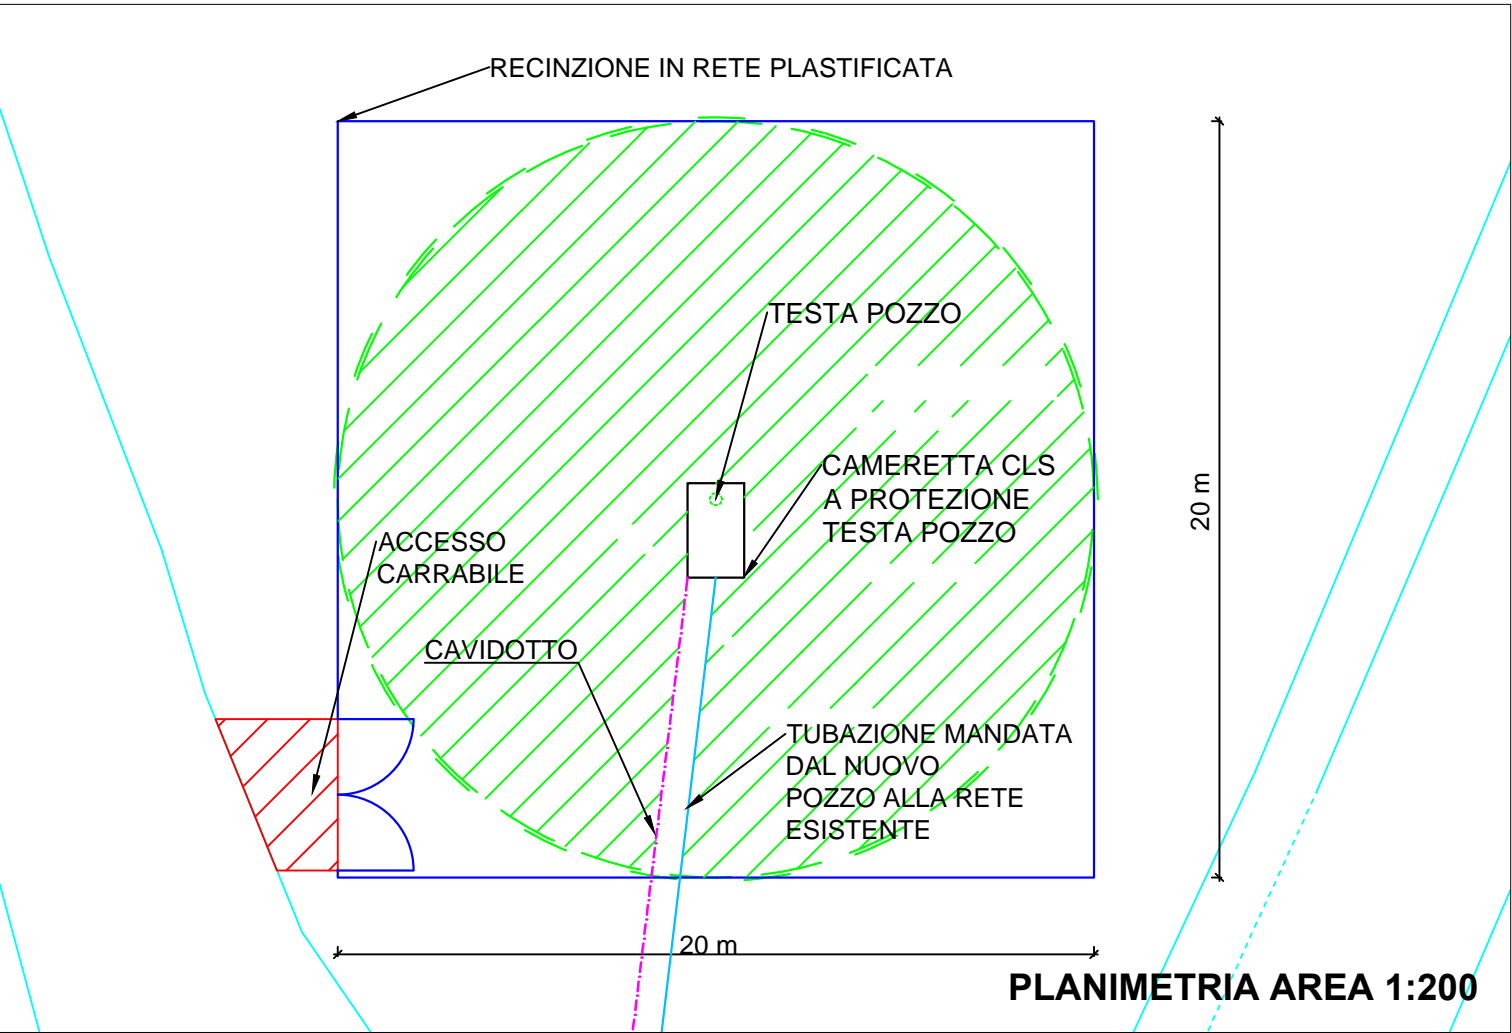 RECINZIONE IN RETE PLASTIFICATA
TESTA POZZO
CAMERETTA CLS
A PROTEZIONE
TESTA POZZO
20 m
ACCESSO
CARRABILE
CAVIDOTTO
TUBAZIONE MANDATA
DAL NUOVO
POZZO ALLA RETE
ESISTENTE
20 m
PLANIMETRIA AREA 1:200